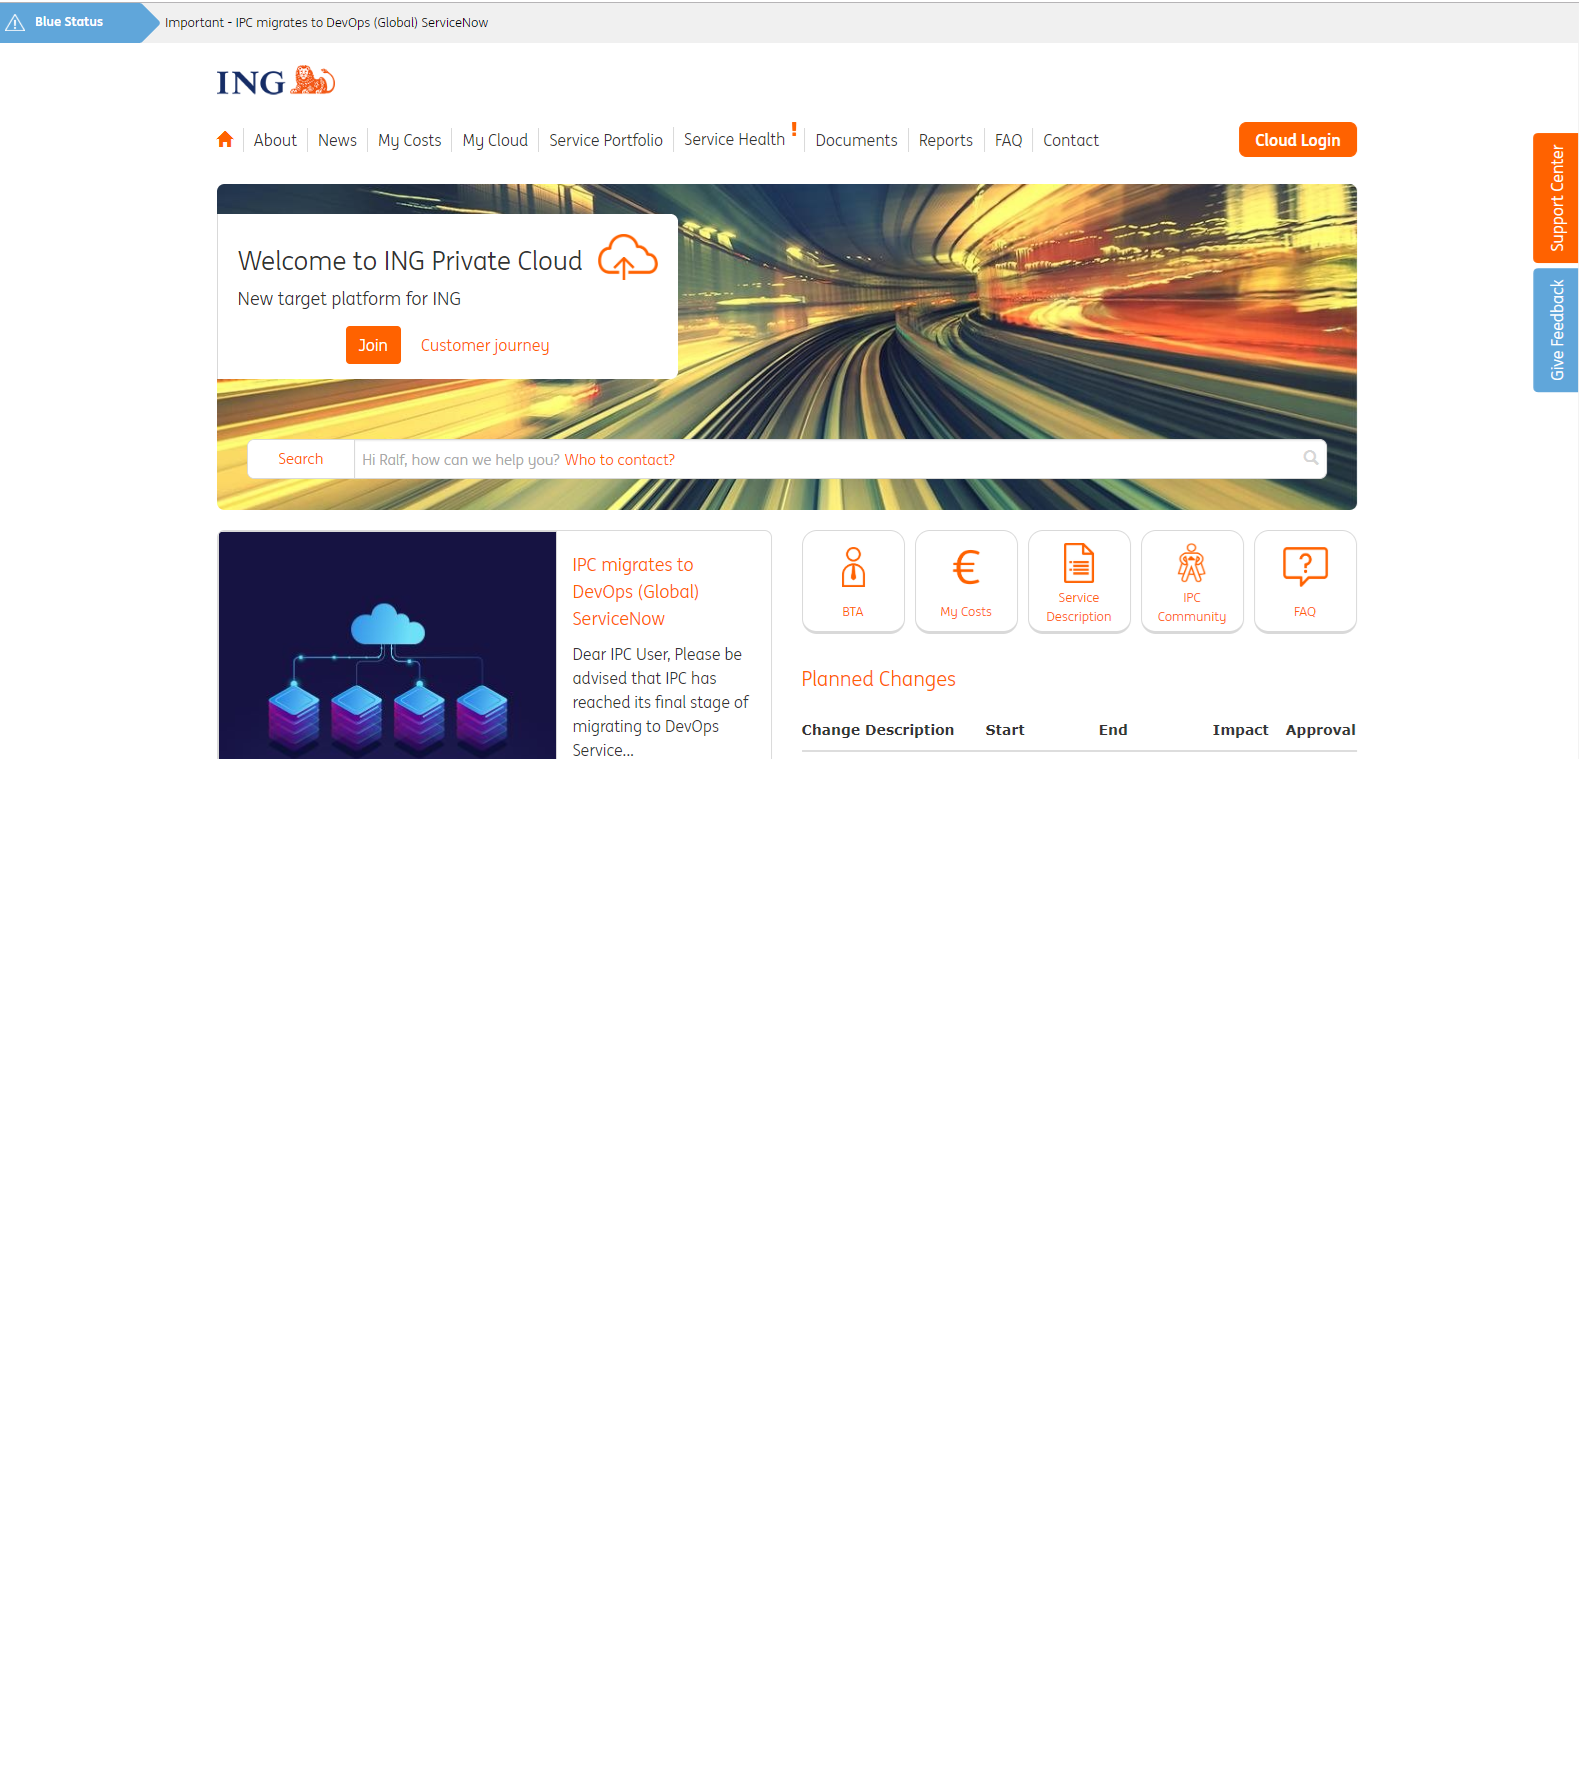 Blue Status
Important - IPC migrates to DevOps (Global) ServiceNow
ING
About
News
My Costs
My Cloud
Service Portfolio
Service Health !
Documents
Reports
FAQ
Contact
Cloud Login
Support Center
Give Feedback
Welcome to ING Private Cloud
New target platform for ING
Join
Customer journey
Search
Hi Ralf, how can we help you? Who to contact?
IPC migrates to
DevOps (Global)
ServiceNow
Dear IPC User, Please be
advised that IPC has
reached its final stage of
migrating to DevOps
Service...
BTA
€
My Costs
Service
Description
IPC
Community
?
FAQ
Planned Changes
Change Description Start End Impact Approval